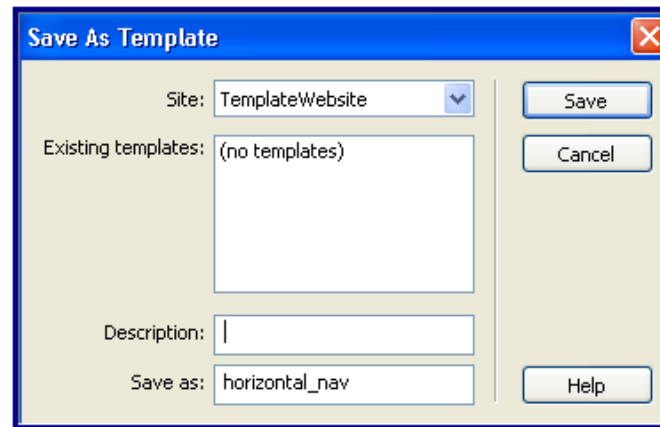 Save As Template
Site: TemplateWebsite
Save
Existing templates: (no templates)
Cancel
Description:
Save as: horizontal_nav
Help